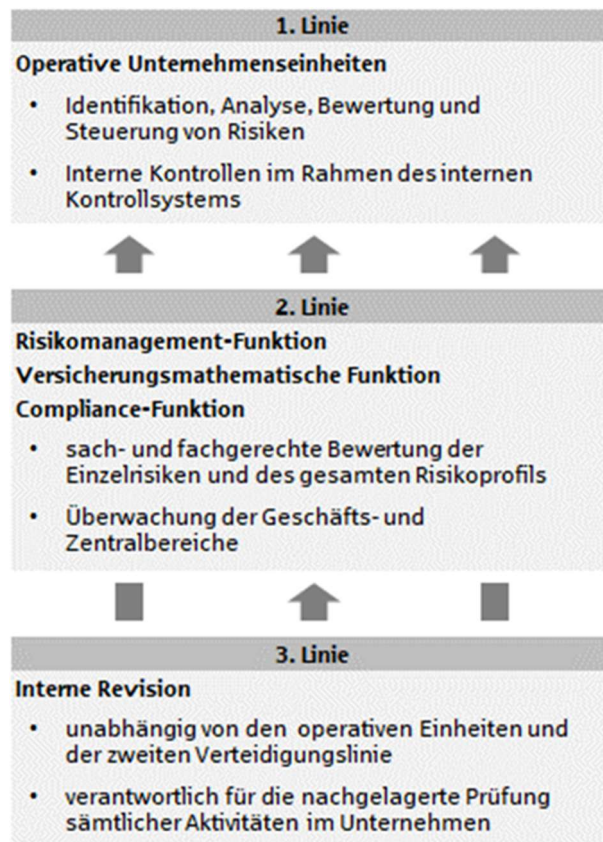 1. Linie
Operative Unternehmenseinheiten
• Identifikation, Analyse, Bewertung und
Steuerung von Risiken
• Interne Kontrollen im Rahmen des internen
Kontrollsystems
2. Linie
Risikomanagement-Funktion
Versicherungsmathematische Funktion
Compliance-Funktion
• sach- und fachgerechte Bewertung der
Einzelrisiken und des gesamten Risikoprofils
• Überwachung der Geschäfts- und
Zentralbereiche
3. Linie
Interne Revision
• unabhängig von den operativen Einheiten und
der zweiten Verteidigungslinie
• verantwortlich für die nachgelagerte Prüfung
sämtlicher Aktivitäten im Unternehmen